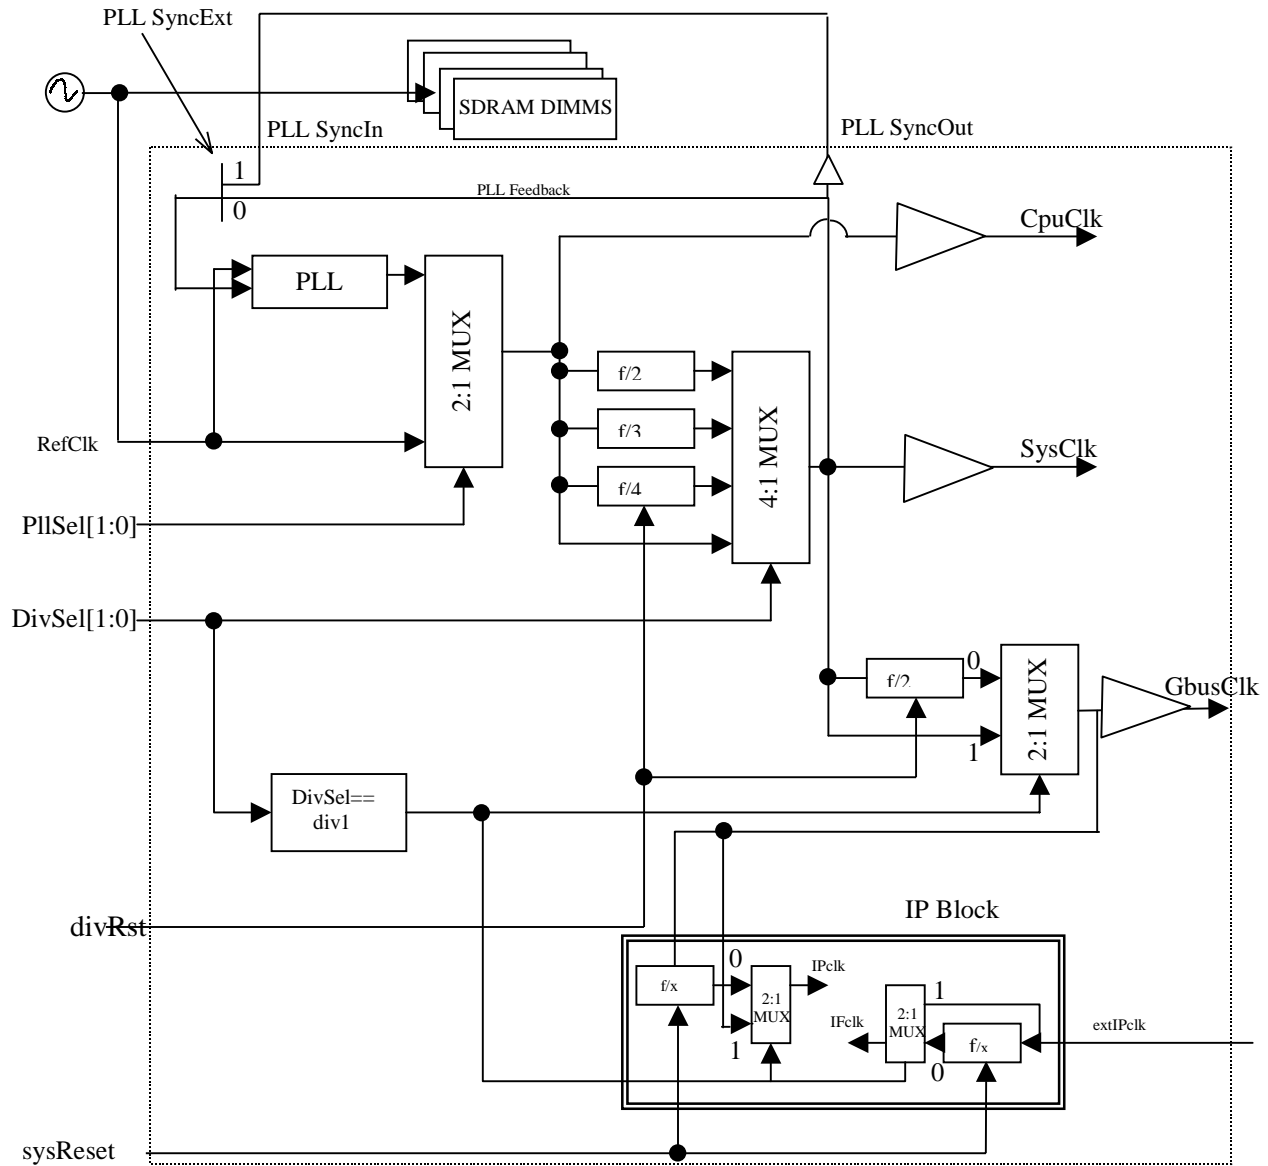 PLL SyncExt
SDRAM DIMMS
PLL SyncIn
PLL SyncOut
1
PLL Feedback
0
CpuClk
PLL
2:1 MUX
f/2
f/3
f/4
4:1 MUX
RefClk
SysClk
PllSel[1:0]
DivSel[1:0]
0
f/2
2:1 MUX
GbusClk
1
DivSel==
div1
divRst
IP Block
0
IPclk
f/x
2:1
MUX
1
1
2:1
MUX
IFclk
f/x
extIPclk
0
sysReset